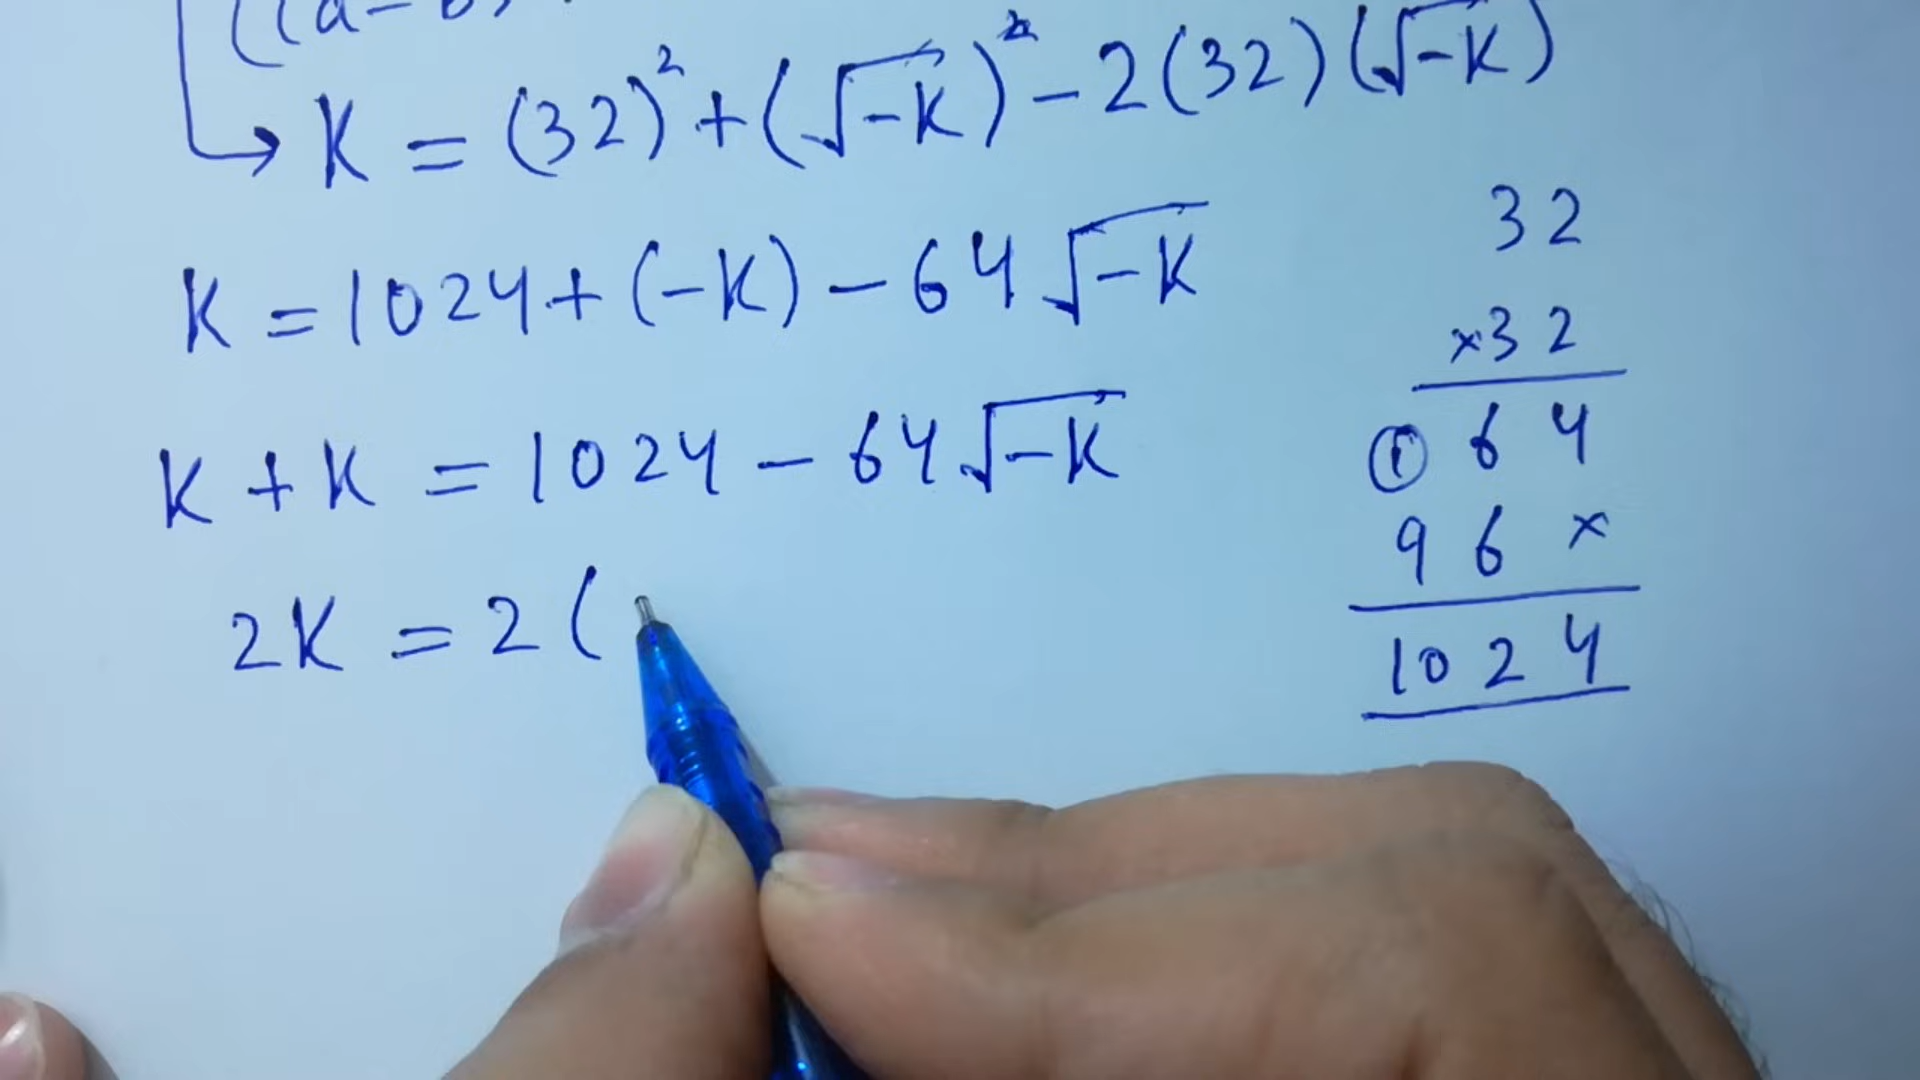 ((a-b)
→ K = (32)² + (√-K)² - 2(32)(√-K)
K = 1024 + (-K) - 64√-K
K + K = 1024 - 64√-K
2K = 2(
32
×32
① 64
96×
1024